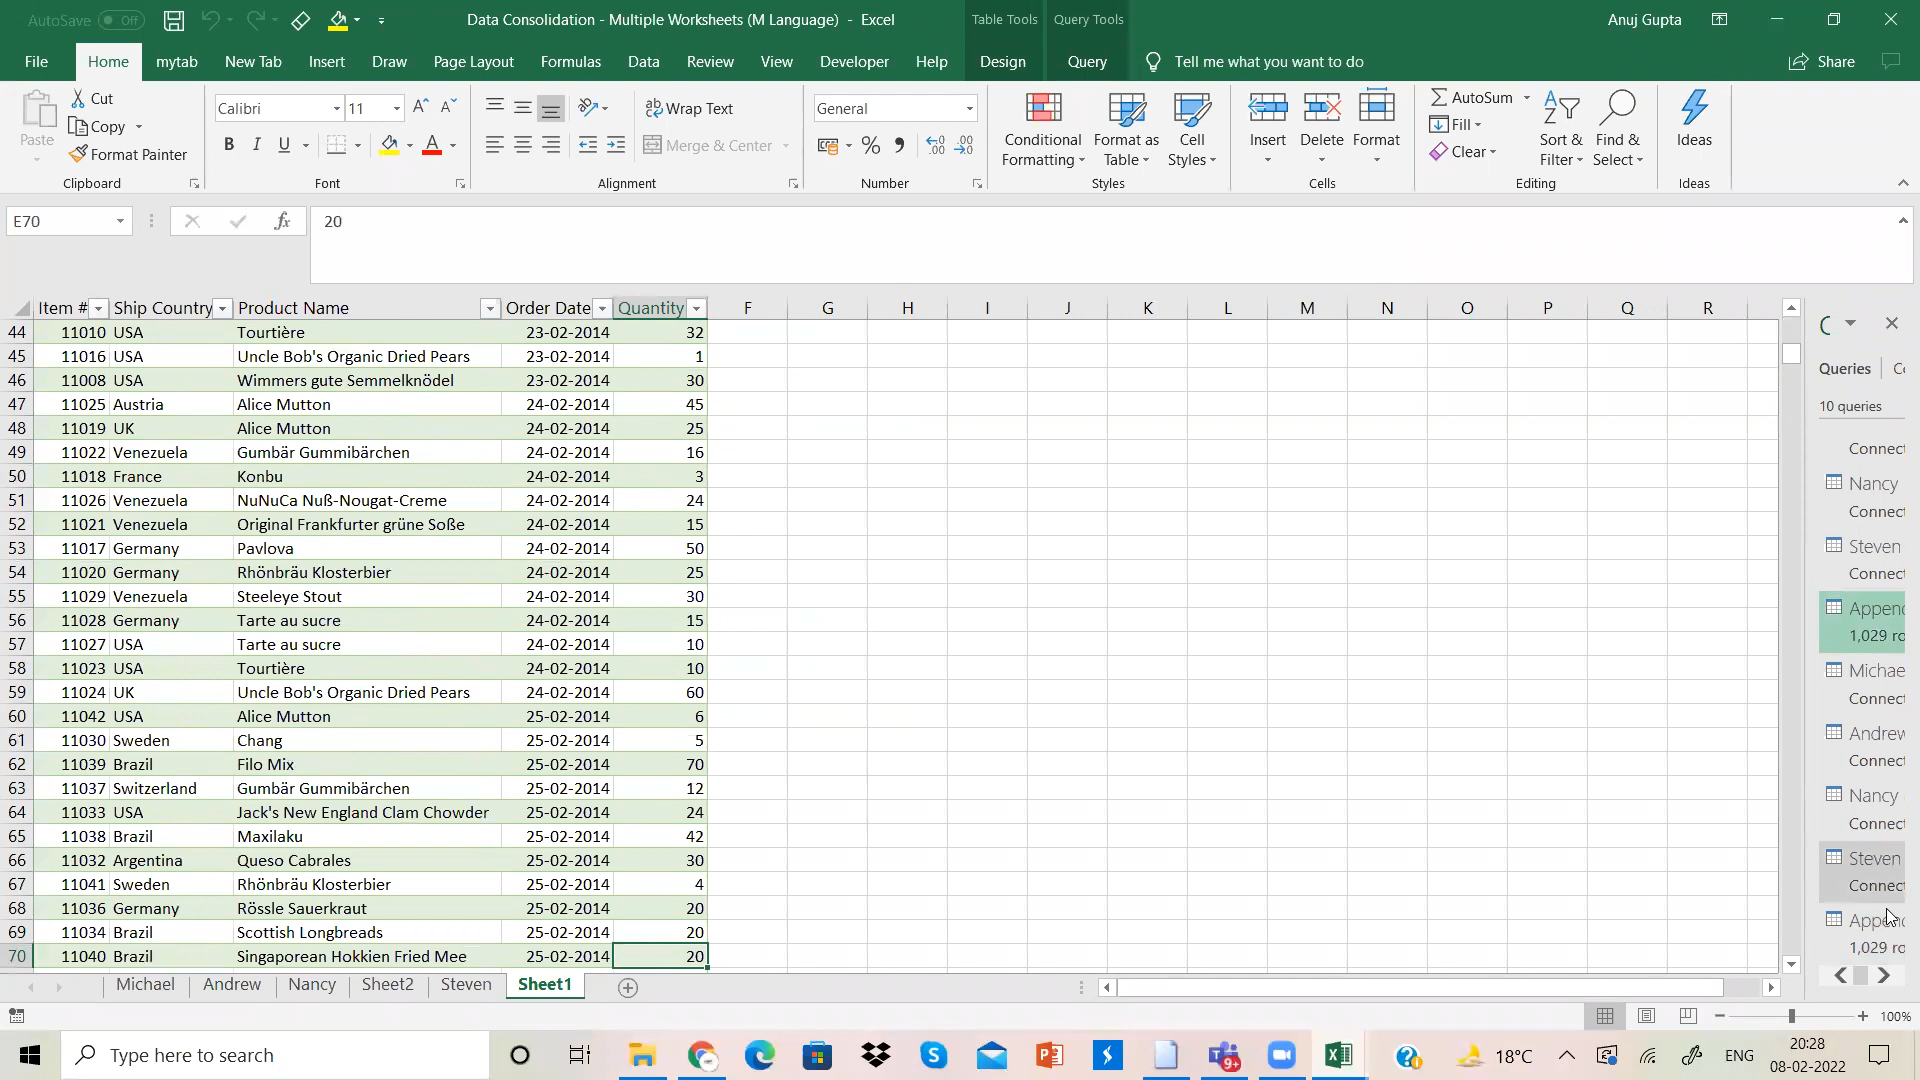 AutoSave Off
Data Consolidation - Multiple Worksheets (M Language) - Excel
Table Tools Query Tools
Anuj Gupta
File Home mytab New Tab Insert Draw Page Layout Formulas Data Review View Developer Help Design Query Tell me what you want to do Share
Paste
Cut
Copy
Format Painter
Clipboard
Calibri 11
B I U
Font
Wrap Text
Merge & Center
Alignment
General
Number
Conditional Formatting
Format as Table
Cell Styles
Styles
Insert Delete Format
Cells
AutoSum
Fill
Clear
Sort & Filter
Find & Select
Editing
Ideas
Ideas
E70 fx 20
Item # Ship Country Product Name Order Date Quantity F G H I J K L M N O P Q R
44 11010 USA Tourtière 23-02-2014 32
45 11016 USA Uncle Bob's Organic Dried Pears 23-02-2014 1
46 11008 USA Wimmers gute Semmelknödel 23-02-2014 30
47 11025 Austria Alice Mutton 24-02-2014 45
48 11019 UK Alice Mutton 24-02-2014 25
49 11022 Venezuela Gumbär Gummibärchen 24-02-2014 16
50 11018 France Konbu 24-02-2014 3
51 11026 Venezuela NuNuCa Nuß-Nougat-Creme 24-02-2014 24
52 11021 Venezuela Original Frankfurter grüne Soße 24-02-2014 15
53 11017 Germany Pavlova 24-02-2014 50
54 11020 Germany Rhönbräu Klosterbier 24-02-2014 25
55 11029 Venezuela Steeleye Stout 24-02-2014 30
56 11028 Germany Tarte au sucre 24-02-2014 15
57 11027 USA Tarte au sucre 24-02-2014 10
58 11023 USA Tourtière 24-02-2014 10
59 11024 UK Uncle Bob's Organic Dried Pears 24-02-2014 60
60 11042 USA Alice Mutton 25-02-2014 6
61 11030 Sweden Chang 25-02-2014 5
62 11039 Brazil Filo Mix 25-02-2014 70
63 11037 Switzerland Gumbär Gummibärchen 25-02-2014 12
64 11033 USA Jack's New England Clam Chowder 25-02-2014 24
65 11038 Brazil Maxilaku 25-02-2014 42
66 11032 Argentina Queso Cabrales 25-02-2014 30
67 11041 Sweden Rhönbräu Klosterbier 25-02-2014 4
68 11036 Germany Rössle Sauerkraut 25-02-2014 20
69 11034 Brazil Scottish Longbreads 25-02-2014 20
70 11040 Brazil Singaporean Hokkien Fried Mee 25-02-2014 20
Queries
10 queries
Connect
Nancy
Connect
Steven
Connect
Append
1,029 ro
Michae
Connect
Andrew
Connect
Nancy
Connect
Steven
Connect
1,029 ro
Michael Andrew Nancy Sheet2 Steven Sheet1
100%
Type here to search
9+
18°C
ENG
20:28
08-02-2022